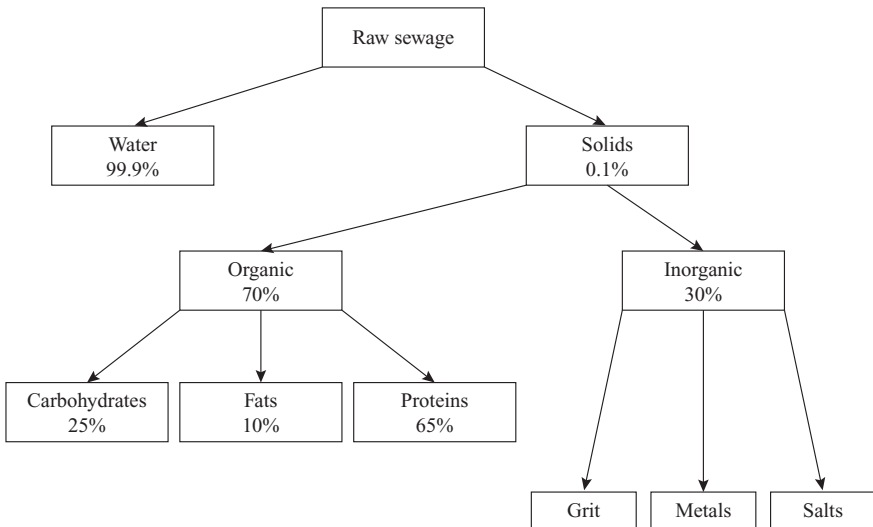 Raw sewage
Water
99.9%
Solids
0.1%
Organic
70%
Inorganic
30%
Carbohydrates
25%
Fats
10%
Proteins
65%
Grit
Metals
Salts